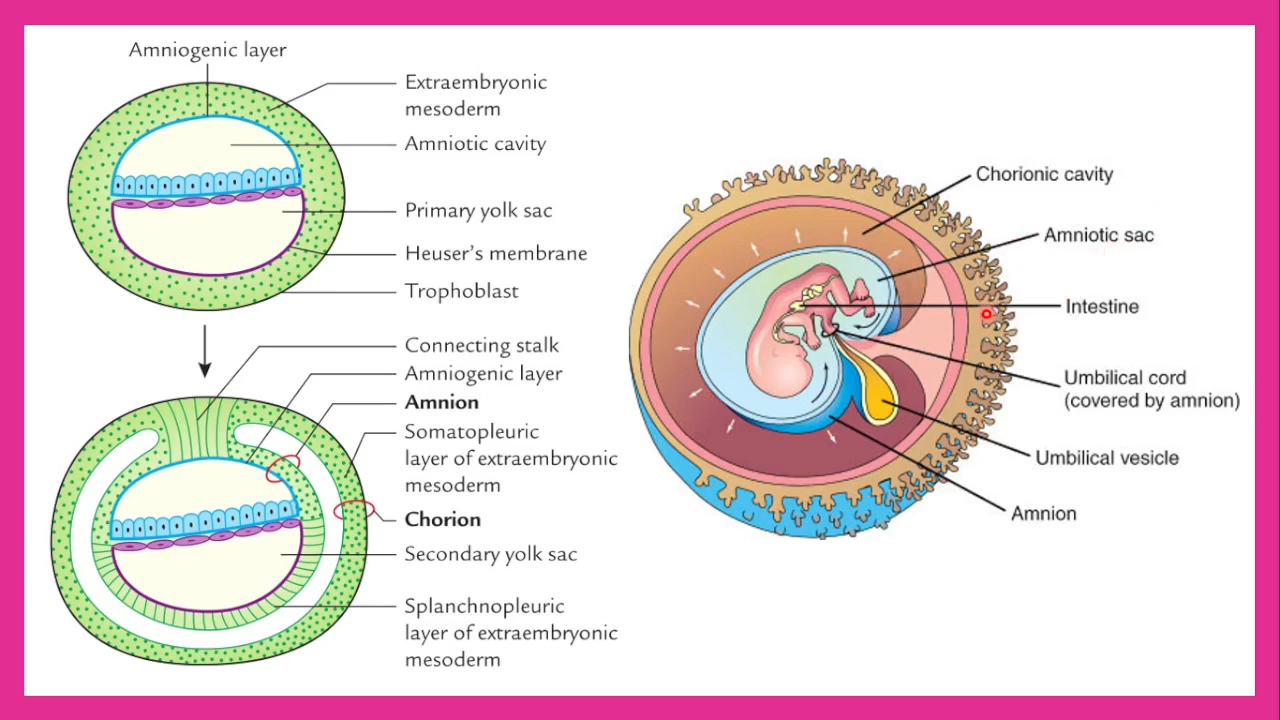 Amniogenic layer
Extraembryonic
mesoderm
Amniotic cavity
Primary yolk sac
Heuser's membrane
Trophoblast
Connecting stalk
Amniogenic layer
Amnion
Somatopleuric
layer of extraembryonic
mesoderm
Chorion
Secondary yolk sac
Splanchnopleuric
layer of extraembryonic
mesoderm
Chorionic cavity
Amniotic sac
Intestine
Umbilical cord
(covered by amnion)
Umbilical vesicle
Amnion